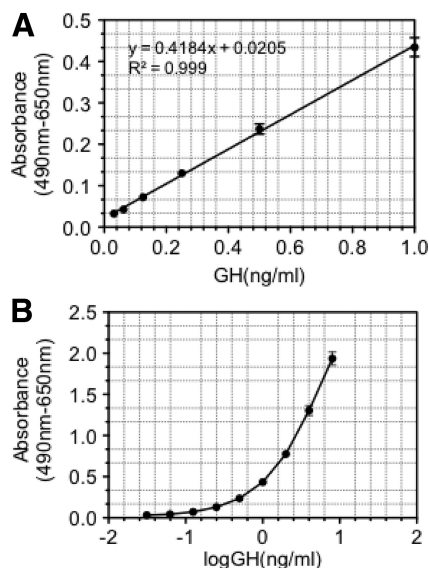 A
y = 0.4184x + 0.0205
R² = 0.999
Absorbance
(490nm-650nm)
0.5
0.4
0.3
0.2
0.1
0.0
0.0 0.2 0.4 0.6 0.8 1.0
GH(ng/ml)
B
Absorbance
(490nm-650nm)
2.5
2.0
1.5
1.0
0.5
0.0
-2 -1 0 1 2
logGH(ng/ml)